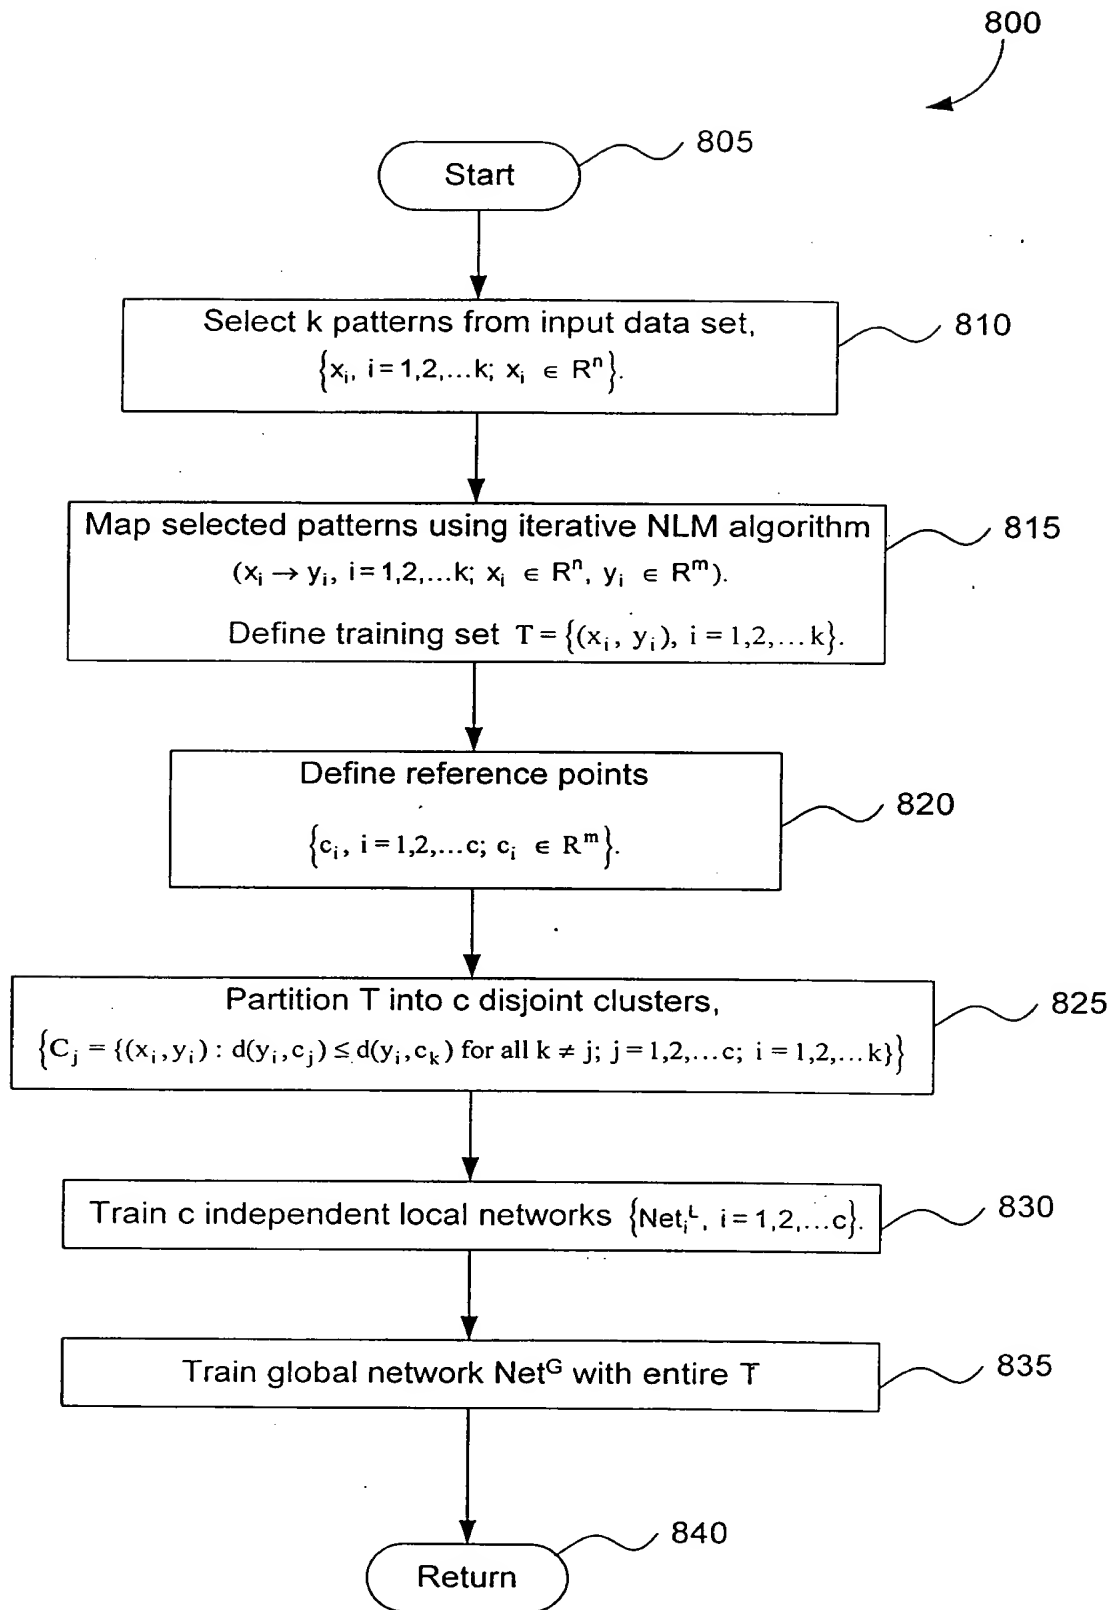 800
Start
805
Select k patterns from input data set,
{xᵢ, i = 1,2,...k; xᵢ ∈ Rⁿ}.
810
Map selected patterns using iterative NLM algorithm
(xᵢ → yᵢ, i = 1,2,...k; xᵢ ∈ Rⁿ, yᵢ ∈ Rᵐ).
Define training set T = {(xᵢ, yᵢ), i = 1,2,...k}.
815
Define reference points
{cᵢ, i = 1,2,...c; cᵢ ∈ Rᵐ}.
820
Partition T into c disjoint clusters,
{Cⱼ = {(xᵢ,yᵢ) : d(yᵢ,cⱼ) ≤ d(yᵢ,cₖ) for all k ≠ j; j = 1,2,...c; i = 1,2,...k}}
825
Train c independent local networks {Netᵢᴸ, i = 1,2,...c}.
830
Train global network Netᴳ with entire T
835
Return
840